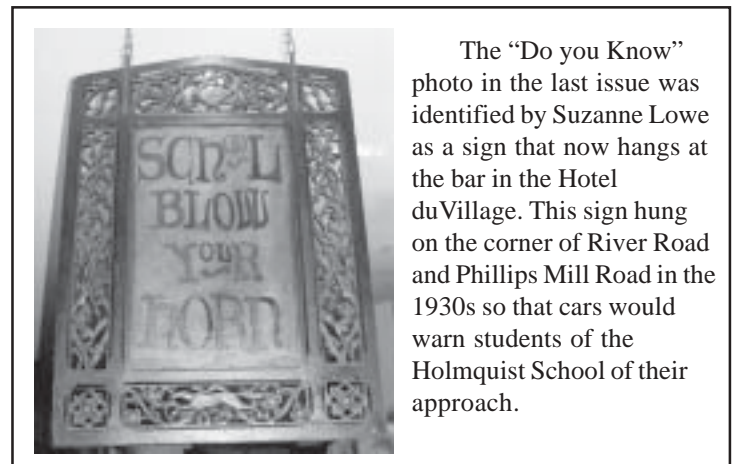 SCHOOL
BLOW
YOUR
HORN
The “Do you Know”
photo in the last issue was
identified by Suzanne Lowe
as a sign that now hangs at
the bar in the Hotel
duVillage. This sign hung
on the corner of River Road
and Phillips Mill Road in the
1930s so that cars would
warn students of the
Holmquist School of their
approach.